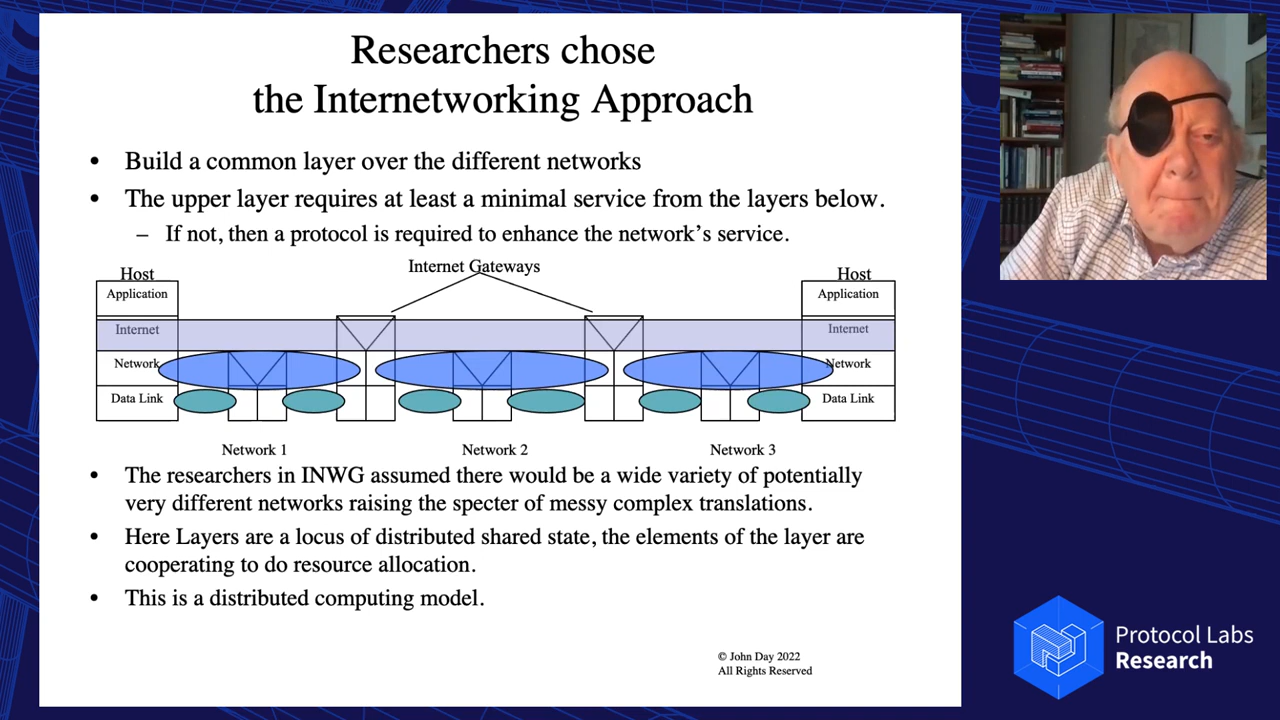 Researchers chose
the Internetworking Approach
• Build a common layer over the different networks
• The upper layer requires at least a minimal service from the layers below.
– If not, then a protocol is required to enhance the network's service.
Internet Gateways
Host
Application
Internet
Network
Data Link
Host
Application
Internet
Network
Data Link
Network 1
Network 2
Network 3
• The researchers in INWG assumed there would be a wide variety of potentially
very different networks raising the specter of messy complex translations.
• Here Layers are a locus of distributed shared state, the elements of the layer are
cooperating to do resource allocation.
• This is a distributed computing model.
© John Day 2022
All Rights Reserved
Protocol Labs
Research